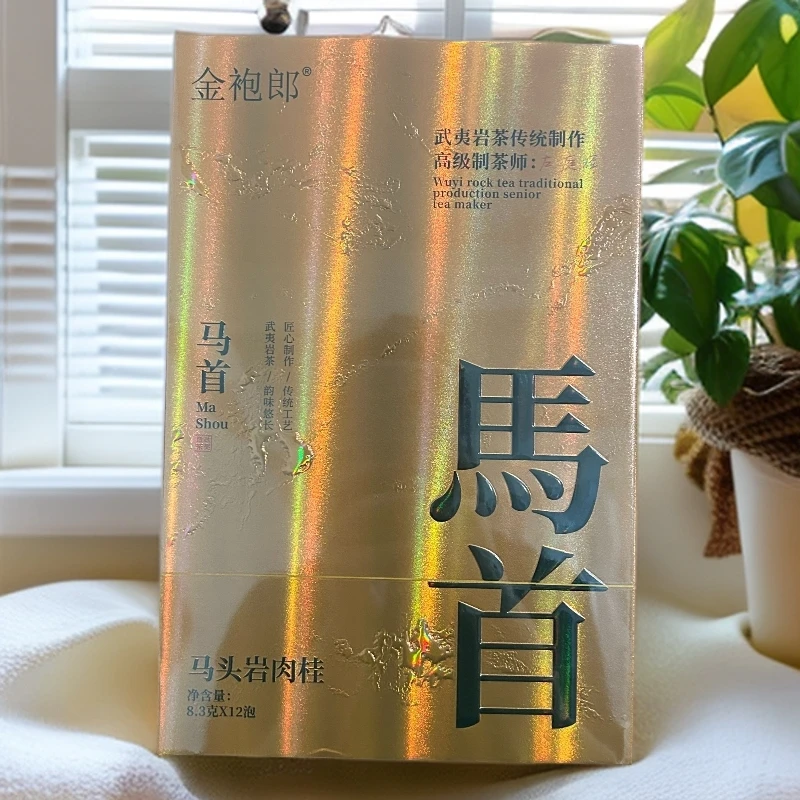 金袍郎®
武夷岩茶传统制作
高级制茶师：
Wuyi rock tea traditional
production senior
tea maker
马首
Ma
Shou
匠心制作 / 传统工艺
武夷岩茶 / 韵味悠长
馬首
马头岩肉桂
净含量：
8.3克X12泡